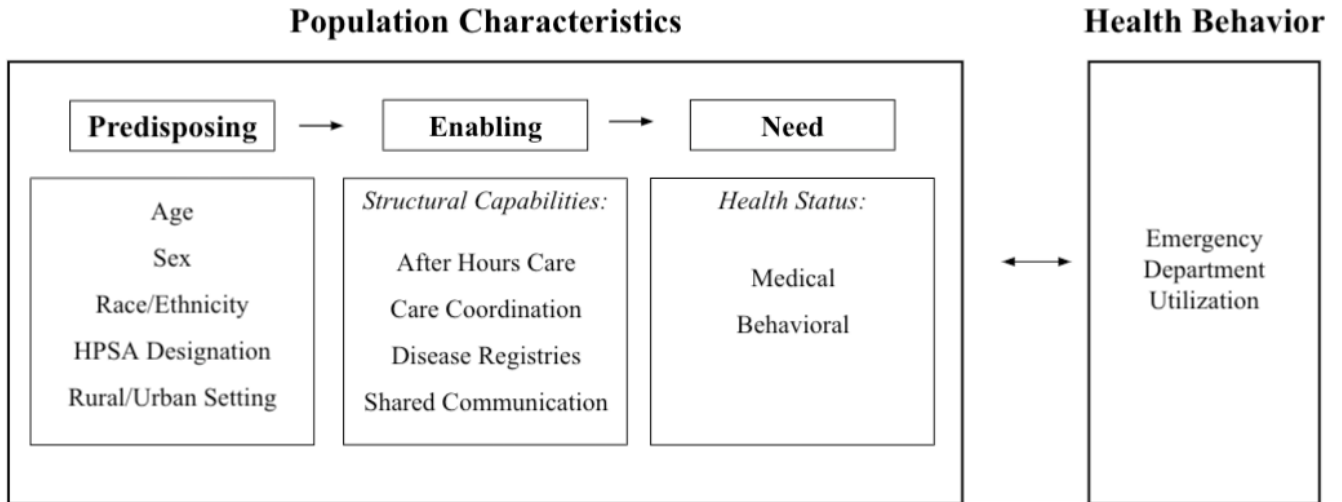 Population Characteristics
Health Behavior
Predisposing
Enabling
Need
Age
Sex
Race/Ethnicity
HPSA Designation
Rural/Urban Setting
Structural Capabilities:
After Hours Care
Care Coordination
Disease Registries
Shared Communication
Health Status:
Medical
Behavioral
Emergency
Department
Utilization